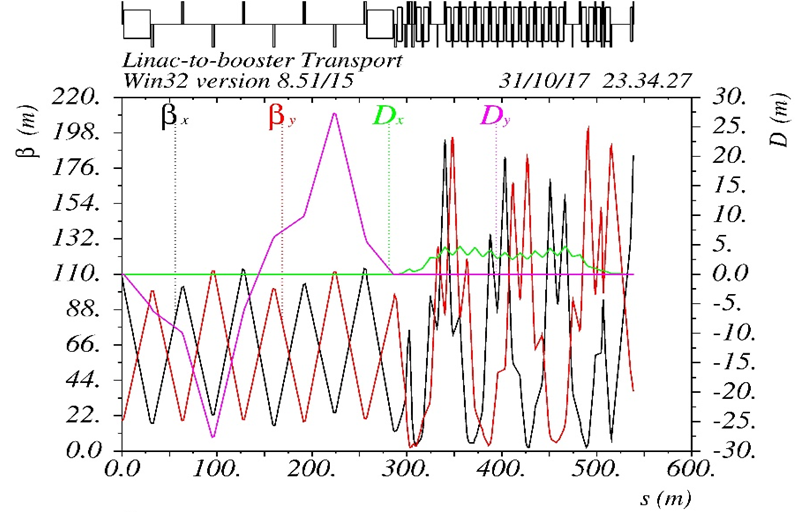 Linac-to-booster Transport
Win32 version 8.51/15 31/10/17 23.34.27
220. 30.
β x β y Dx Dy
198. 25.
176. 20.
15.
154. 10.
132. 5.
110. 0.0
88. -5.
-10.
66. -15.
44. -20.
22. -25.
0.0 -30.
β (m) D (m)
0.0 100. 200. 300. 400. 500. 600.
s (m)